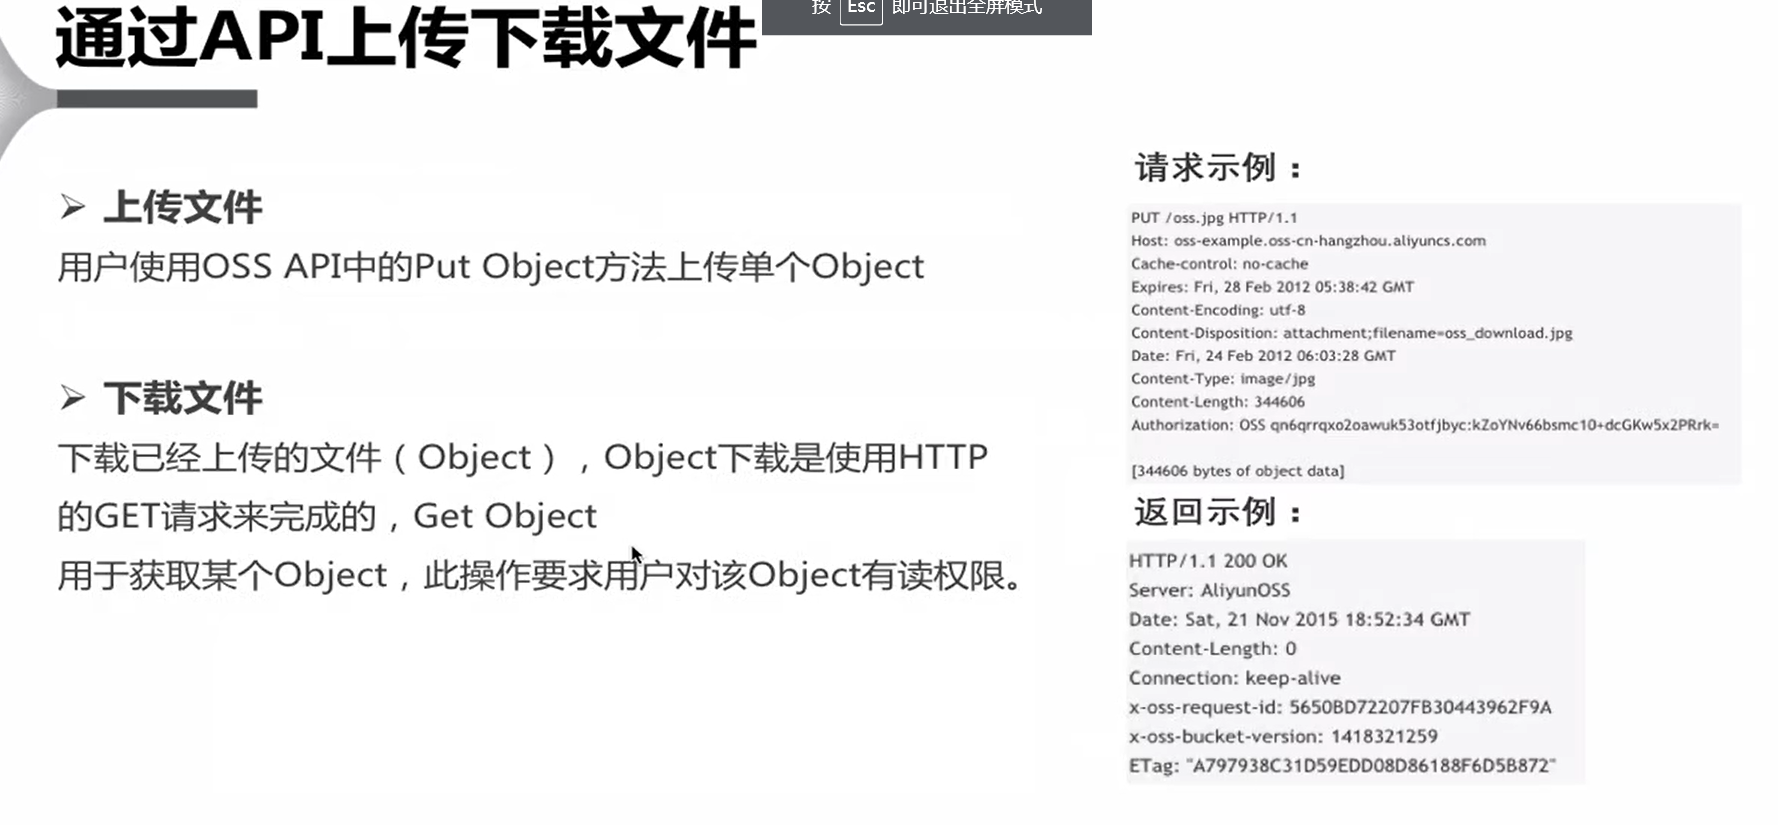 按 Esc 即可退出全屏模式
通过API上传下载文件
上传文件
用户使用OSS API中的Put Object方法上传单个Object
下载文件
下载已经上传的文件（Object），Object下载是使用HTTP
的GET请求来完成的，Get Object
用于获取某个Object，此操作要求用户对该Object有读权限。
请求示例：
PUT /oss.jpg HTTP/1.1
Host: oss-example.oss-cn-hangzhou.aliyuncs.com
Cache-control: no-cache
Expires: Fri, 28 Feb 2012 05:38:42 GMT
Content-Encoding: utf-8
Content-Disposition: attachment;filename=oss_download.jpg
Date: Fri, 24 Feb 2012 06:03:28 GMT
Content-Type: image/jpg
Content-Length: 344606
Authorization: OSS qn6qrrqxo2oawuk53otfjbyc:kZoYNv66bsmc10+dcGKw5x2PRrk=
[344606 bytes of object data]
返回示例：
HTTP/1.1 200 OK
Server: AliyunOSS
Date: Sat, 21 Nov 2015 18:52:34 GMT
Content-Length: 0
Connection: keep-alive
x-oss-request-id: 5650BD72207FB30443962F9A
x-oss-bucket-version: 1418321259
ETag: "A797938C31D59EDD08D86188F6D5B872"